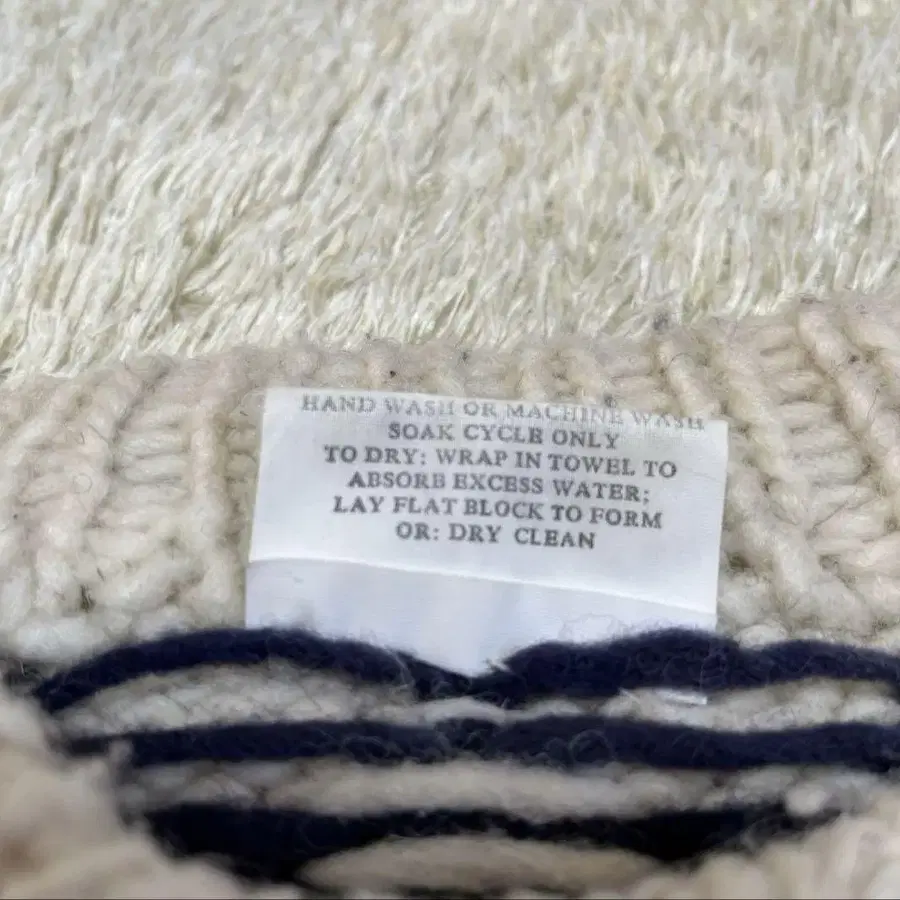 HAND WASH OR MACHINE WASH
SOAK CYCLE ONLY
TO DRY: WRAP IN TOWEL TO
ABSORB EXCESS WATER;
LAY FLAT BLOCK TO FORM
OR: DRY CLEAN